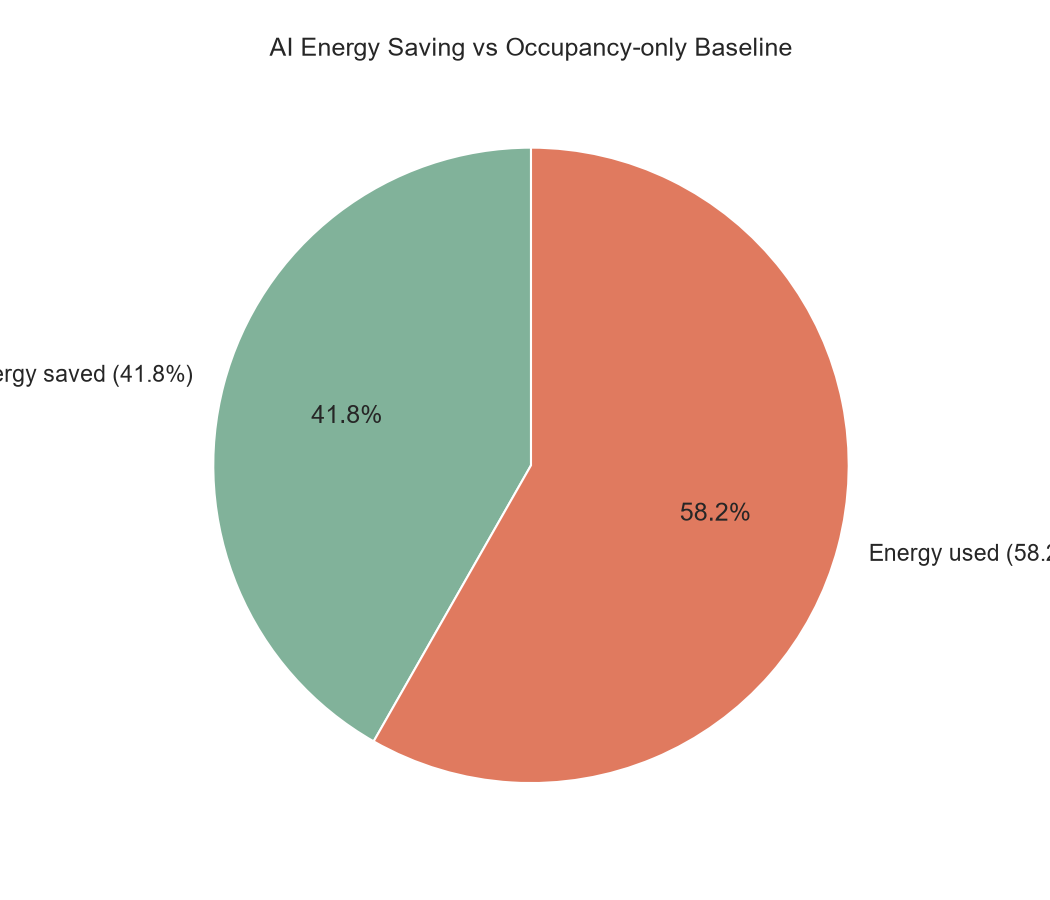 AI Energy Saving vs Occupancy-only Baseline
ergy saved (41.8%)
41.8%
58.2%
Energy used (58.2